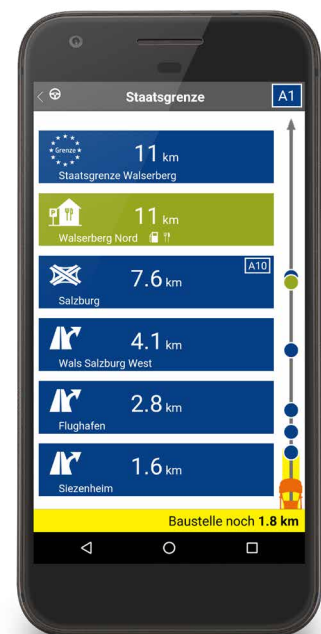 Staatsgrenze
A1
Grenze
11 km
Staatsgrenze Walserberg
P
11 km
Walserberg Nord
A10
7.6 km
Salzburg
4.1 km
Wals Salzburg West
2.8 km
Flughafen
1.6 km
Siezenheim
Baustelle noch 1.8 km